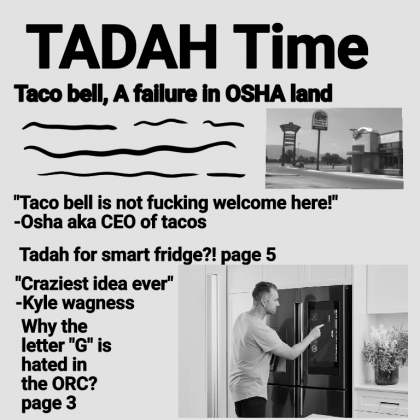 TADAH Time
Taco bell, A failure in OSHA land
"Taco bell is not fucking welcome here!"
-Osha aka CEO of tacos
Tadah for smart fridge?! page 5
"Craziest idea ever"
-Kyle wagness
Why the
letter "G" is
hated in
the ORC?
page 3